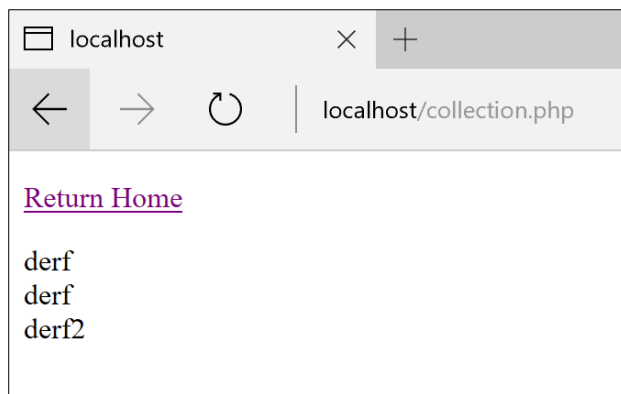 localhost
localhost/collection.php
Return Home
derf
derf
derf2